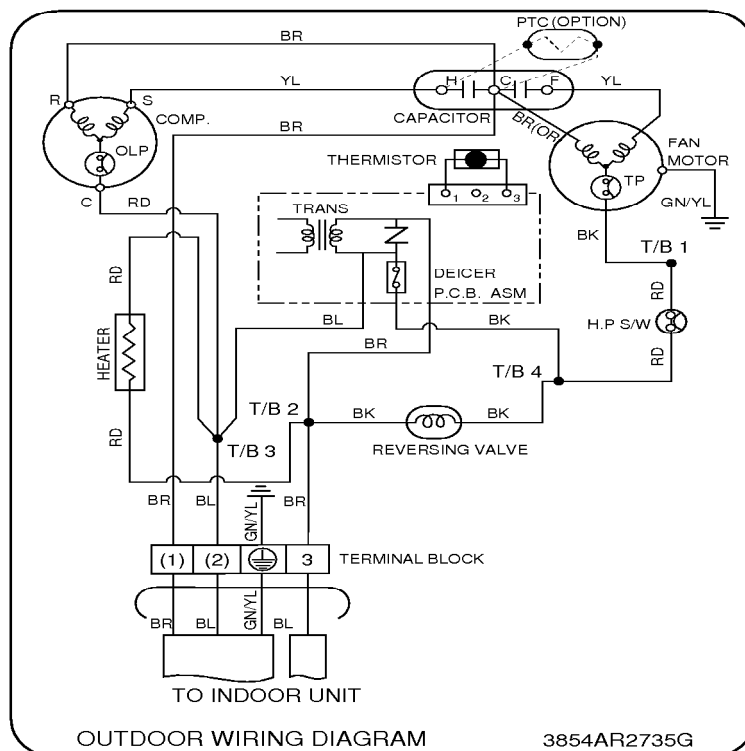 PTC (OPTION)
BR
H C F
R S YL YL
COMP. CAPACITOR
BR BR(OR
OLP
FAN
MOTOR
THERMISTOR
TP
1 2 3
C RD
TRANS
GN/YL
BK T/B 1
RD
DEICER
P.C.B. ASM
RD
H.P S/W
BL BK
HEATER
BR
RD
T/B 4
T/B 2
BK BK
RD
T/B 3
REVERSING VALVE
BR BL GN/YL BR
(1) (2) 3 TERMINAL BLOCK
BR BL GN/YL BL
TO INDOOR UNIT
OUTDOOR WIRING DIAGRAM 3854AR2735G